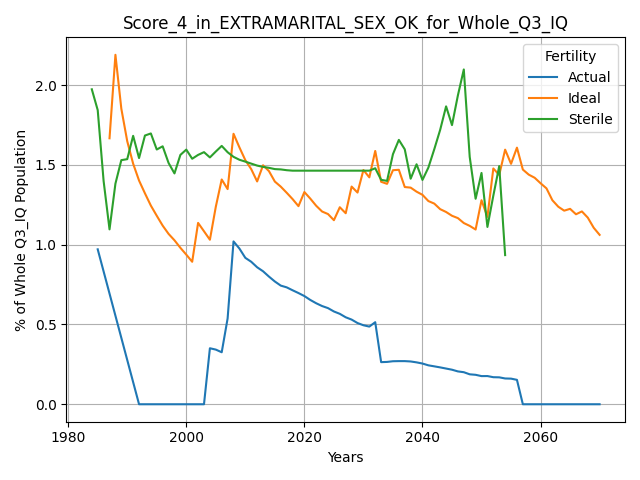 Score_4_in_EXTRAMARITAL_SEX_OK_for_Whole_Q3_IQ
Fertility
Actual
Ideal
Sterile
% of Whole Q3_IQ Population
2.0
1.5
1.0
0.5
0.0
1980 2000 2020 2040 2060
Years